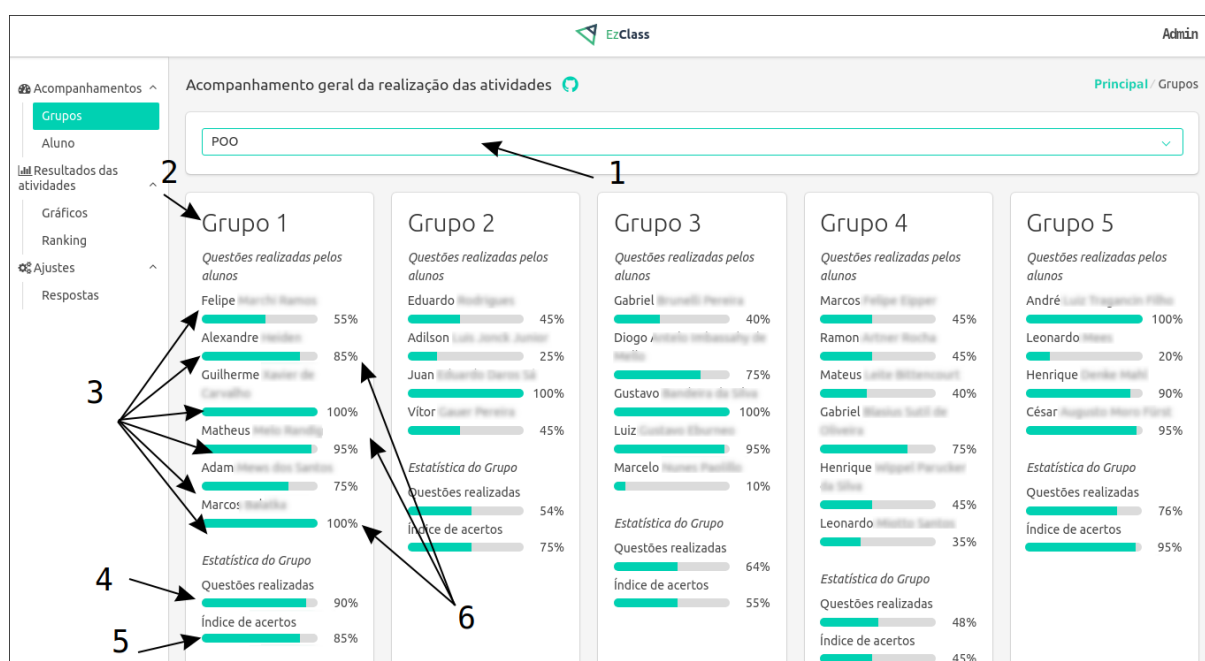 EzClass
Admin
Acompanhamentos
Grupos
Aluno
Resultados das
atividades
Gráficos
Ranking
Ajustes
Respostas
Acompanhamento geral da realização das atividades
Principal / Grupos
POO
1
2
3
4
5
6
Grupo 1
Questões realizadas pelos
alunos
Felipe
55%
Alexandre
85%
Guilherme
100%
Matheus
95%
Adam
75%
Marcos
100%
Estatística do Grupo
Questões realizadas
90%
Índice de acertos
85%
Grupo 2
Questões realizadas pelos
alunos
Eduardo
45%
Adilson
25%
Juan
100%
Vítor
45%
Estatística do Grupo
Questões realizadas
54%
Índice de acertos
75%
Grupo 3
Questões realizadas pelos
alunos
Gabriel
40%
Diogo
75%
Gustavo
100%
Luiz
95%
Marcelo
10%
Estatística do Grupo
Questões realizadas
64%
Índice de acertos
55%
Grupo 4
Questões realizadas pelos
alunos
Marcos
45%
Ramon
45%
Mateus
40%
Gabriel
75%
Henrique
45%
Leonardo
35%
Estatística do Grupo
Questões realizadas
48%
Índice de acertos
45%
Grupo 5
Questões realizadas pelos
alunos
André
100%
Leonardo
20%
Henrique
90%
César
95%
Estatística do Grupo
Questões realizadas
76%
Índice de acertos
95%